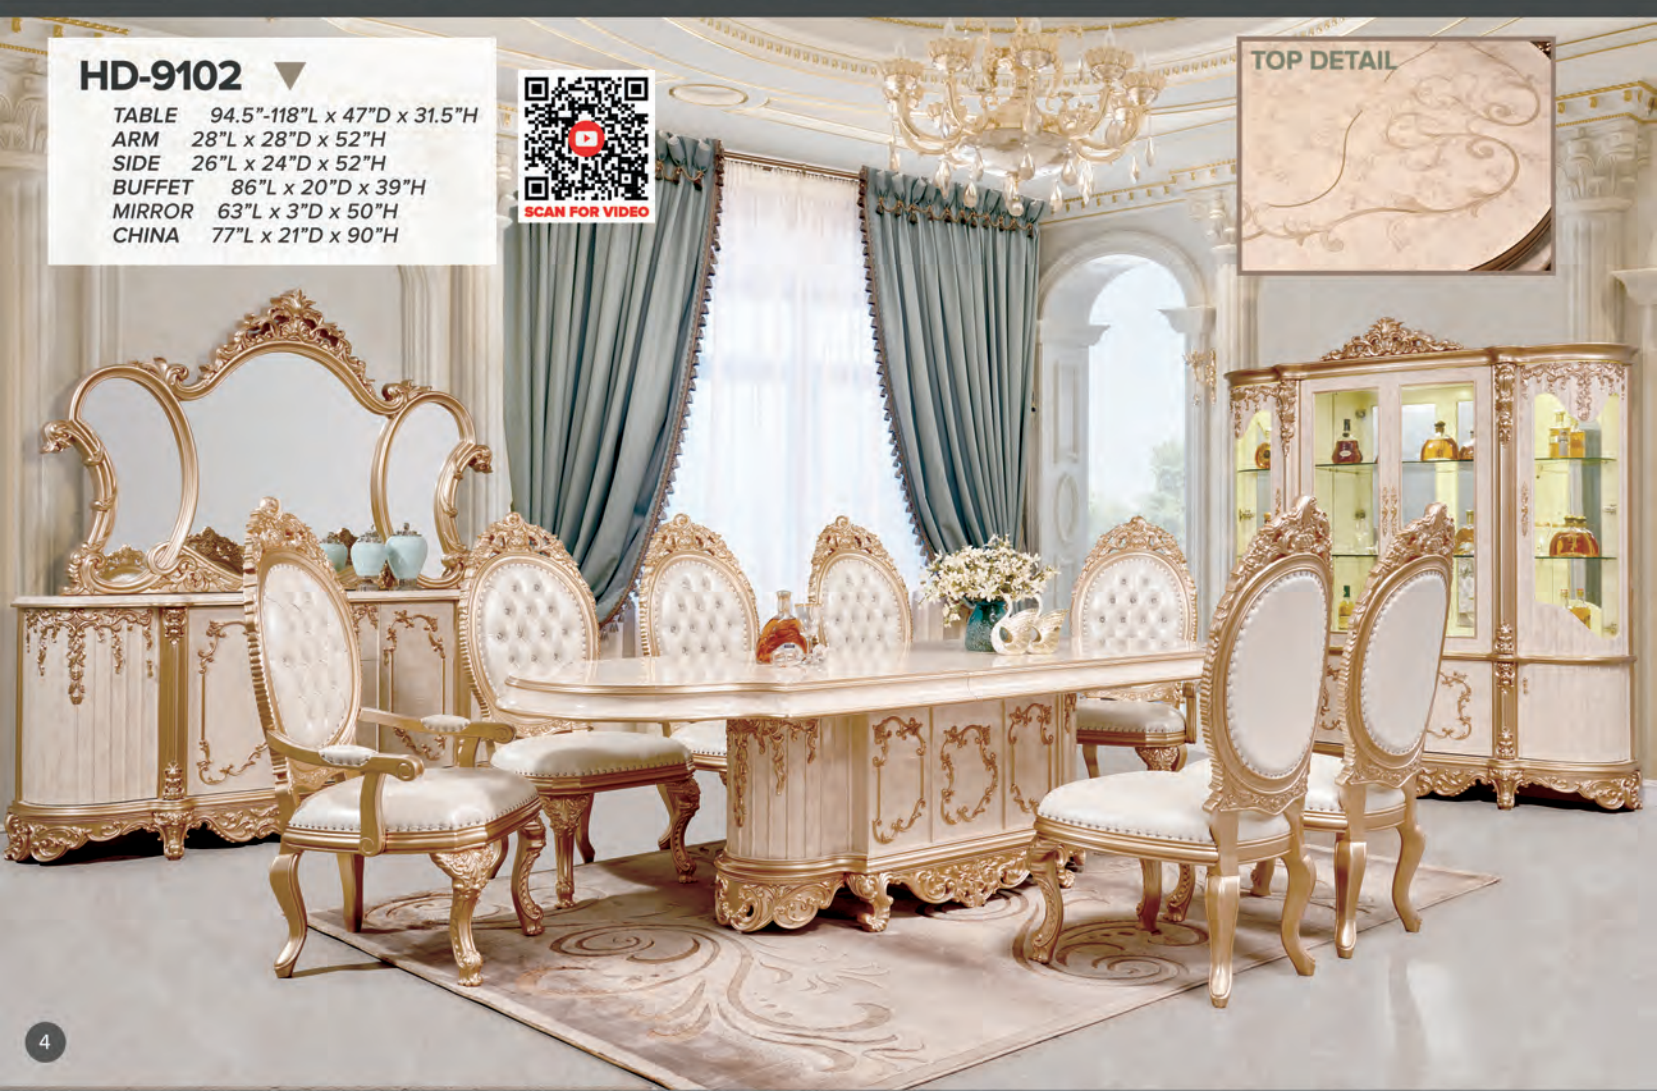 HD-9102
TABLE 94.5”-118”L x 47”D x 31.5”H
ARM 28”L x 28”D x 52”H
SIDE 26”L x 24”D x 52”H
BUFFET 86”L x 20”D x 39”H
MIRROR 63”L x 3”D x 50”H
CHINA 77”L x 21”D x 90”H
SCAN FOR VIDEO
TOP DETAIL
4